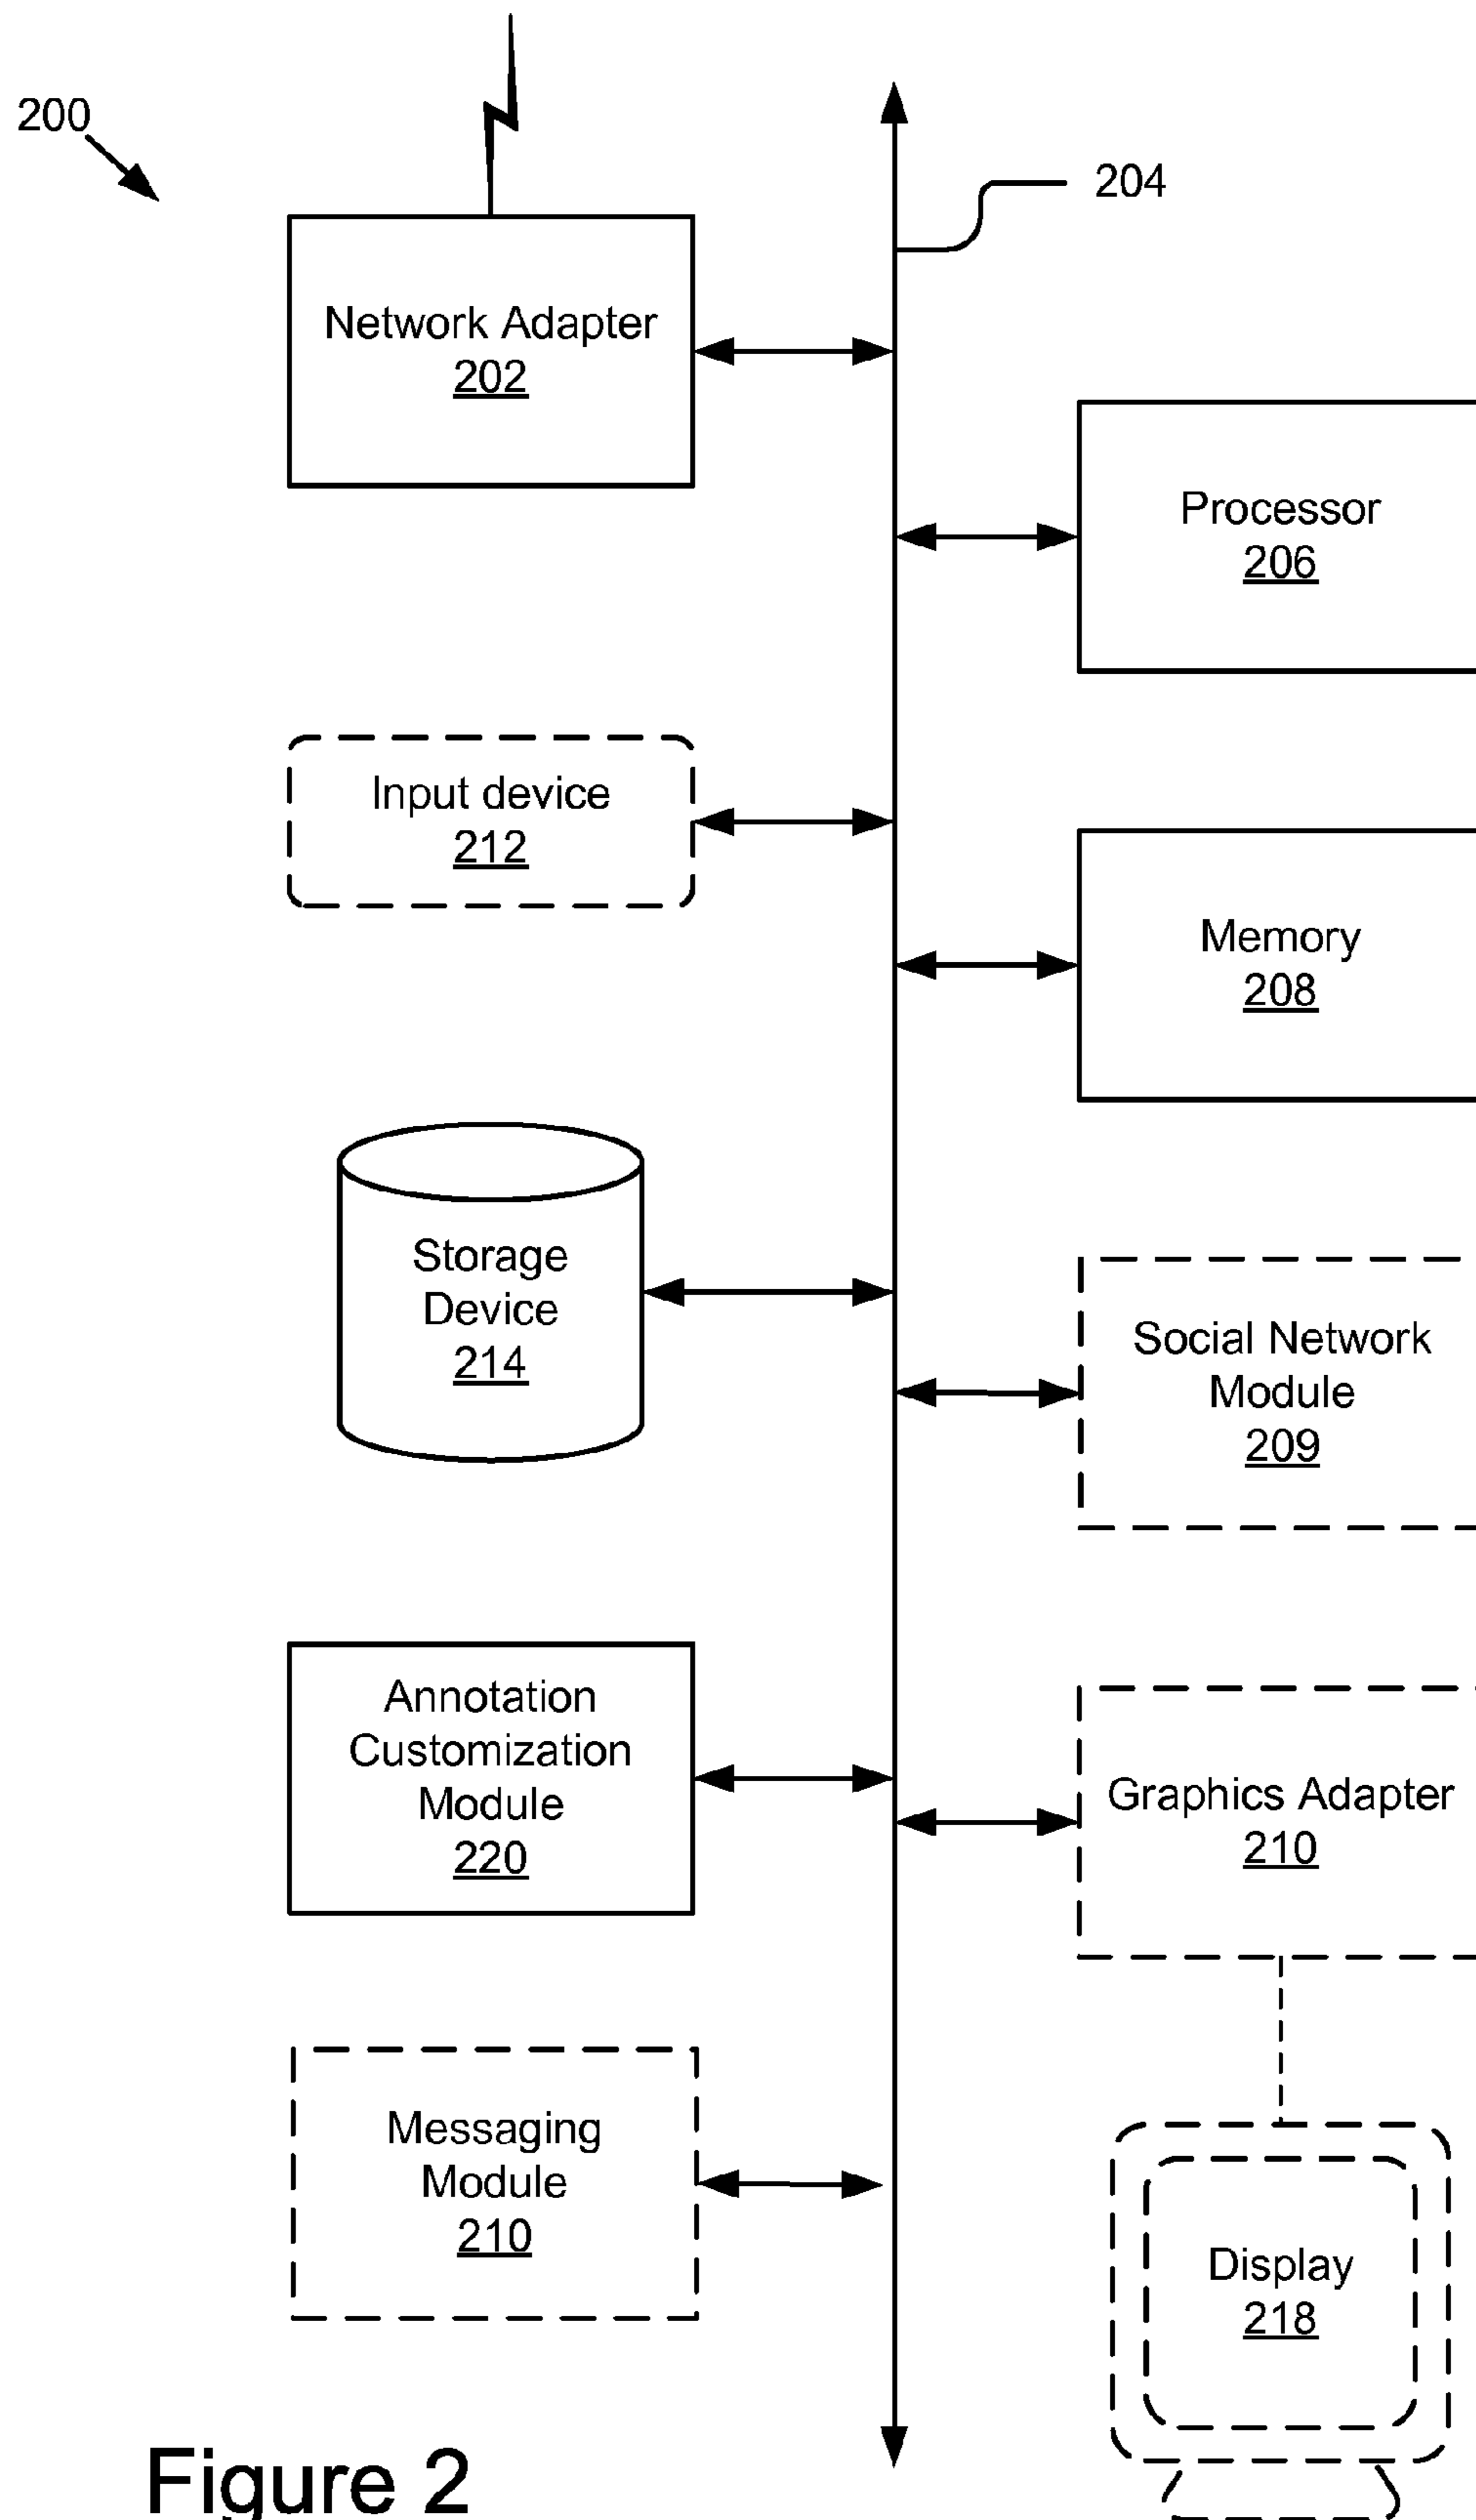 200
204
Network Adapter
202
Processor
206
Input device
212
Memory
208
Storage
Device
214
Social Network
Module
209
Annotation
Customization
Module
220
Graphics Adapter
210
Messaging
Module
210
Display
218
Figure 2